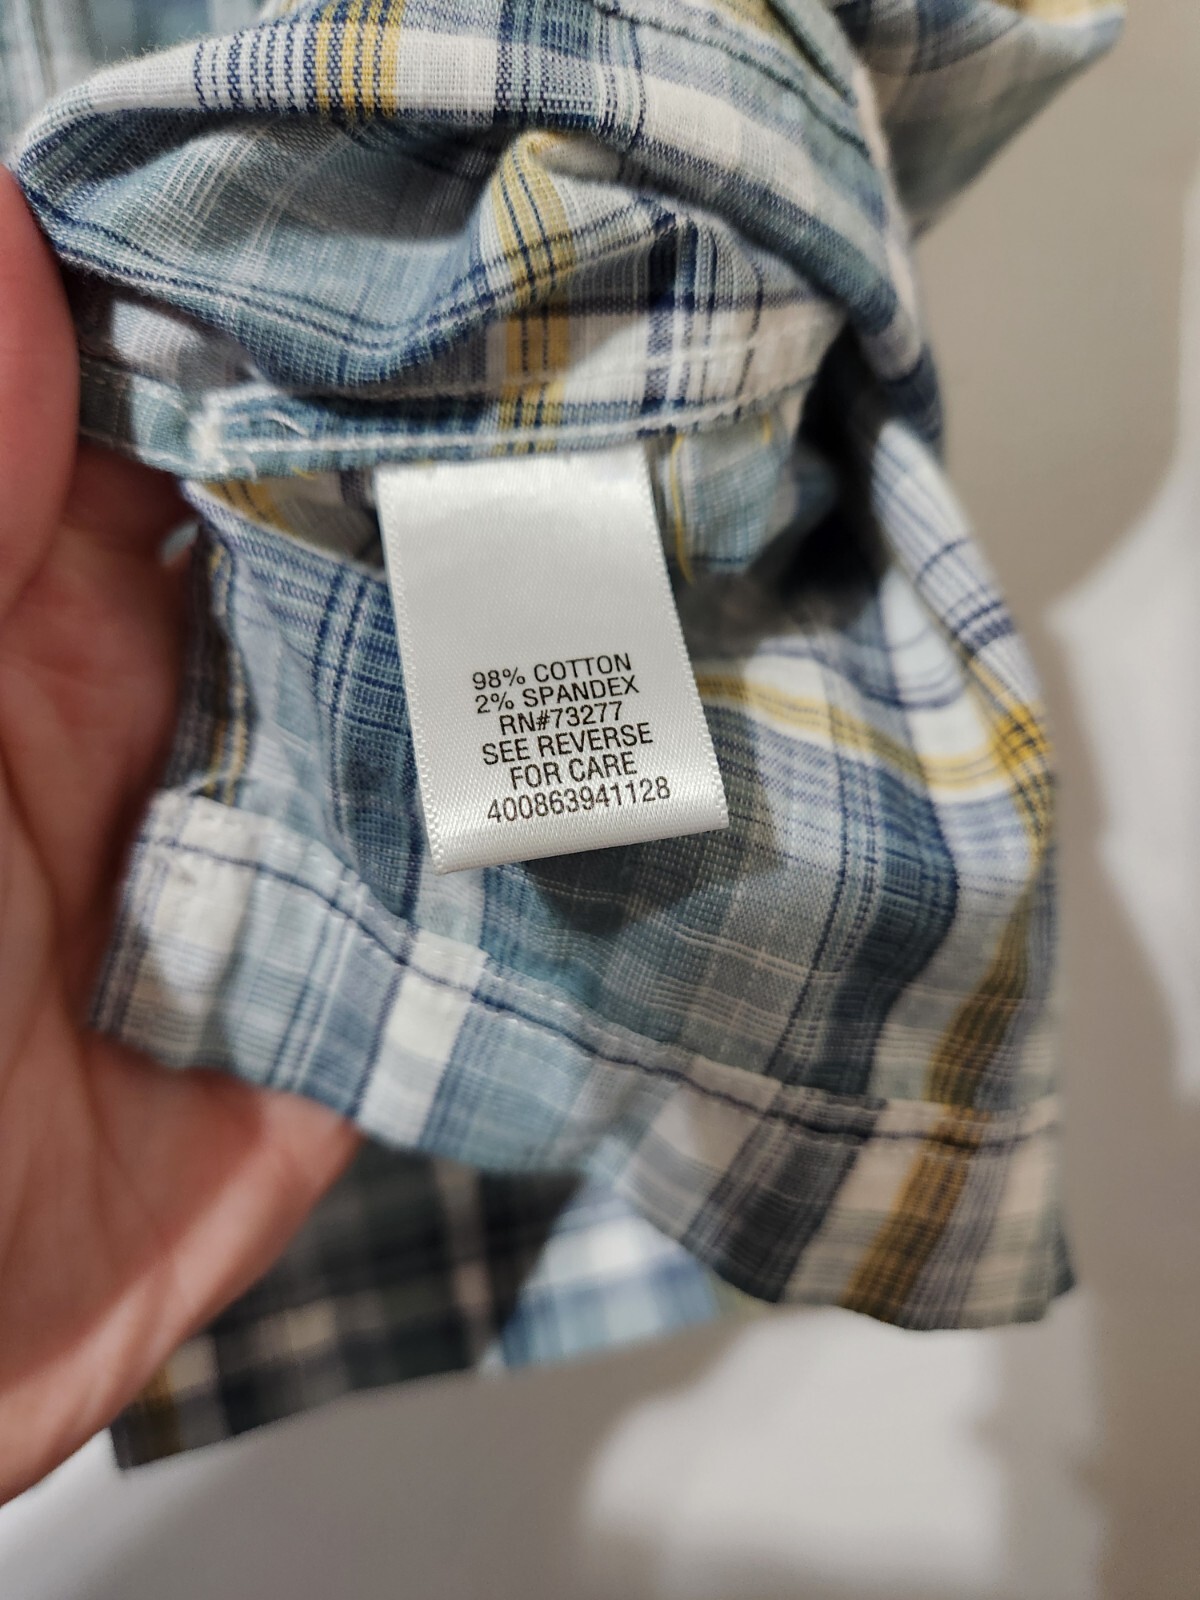 98% COTTON
2% SPANDEX
RN#73277
SEE REVERSE
FOR CARE
400863941128